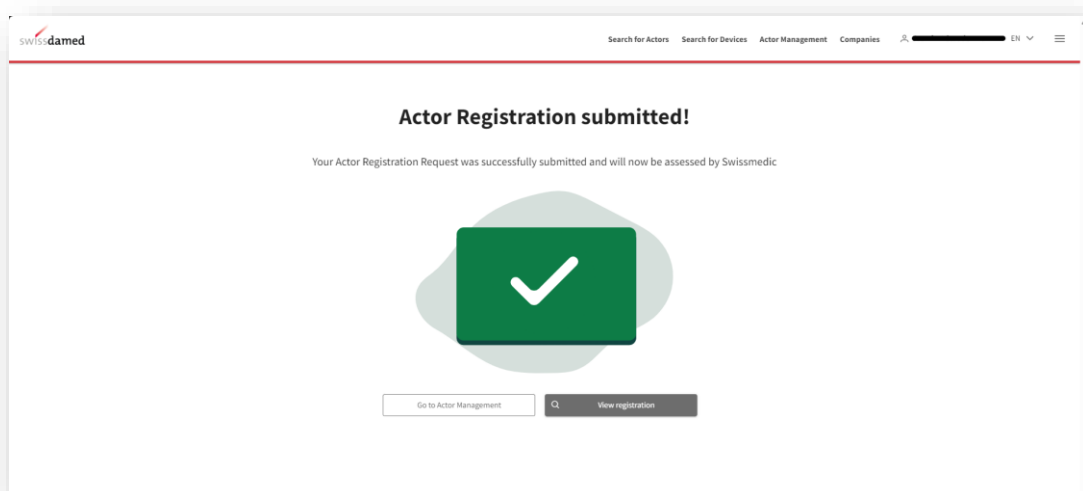 swissdamed
Search for Actors Search for Devices Actor Management Companies EN
Actor Registration submitted!
Your Actor Registration Request was successfully submitted and will now be assessed by Swissmedic
Go to Actor Management View registration